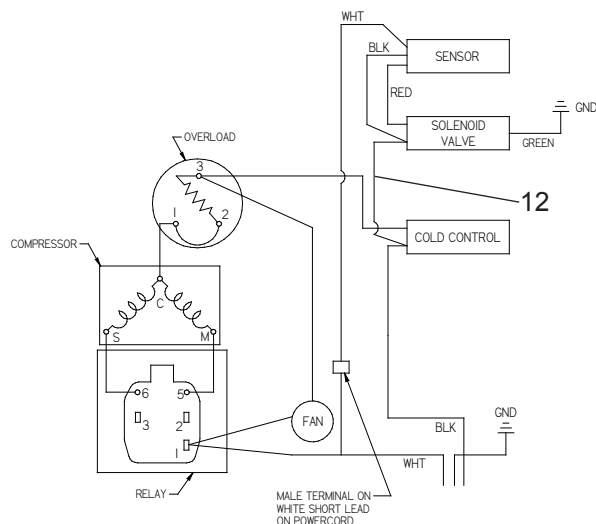 WHT
BLK
SENSOR
RED
GND
SOLENOID
VALVE
GREEN
OVERLOAD
3
1
2
12
COLD CONTROL
COMPRESSOR
C
S
M
6
5
3
2
1
FAN
GND
BLK
WHT
RELAY
MALE TERMINAL ON
WHITE SHORT LEAD
ON POWERCORD